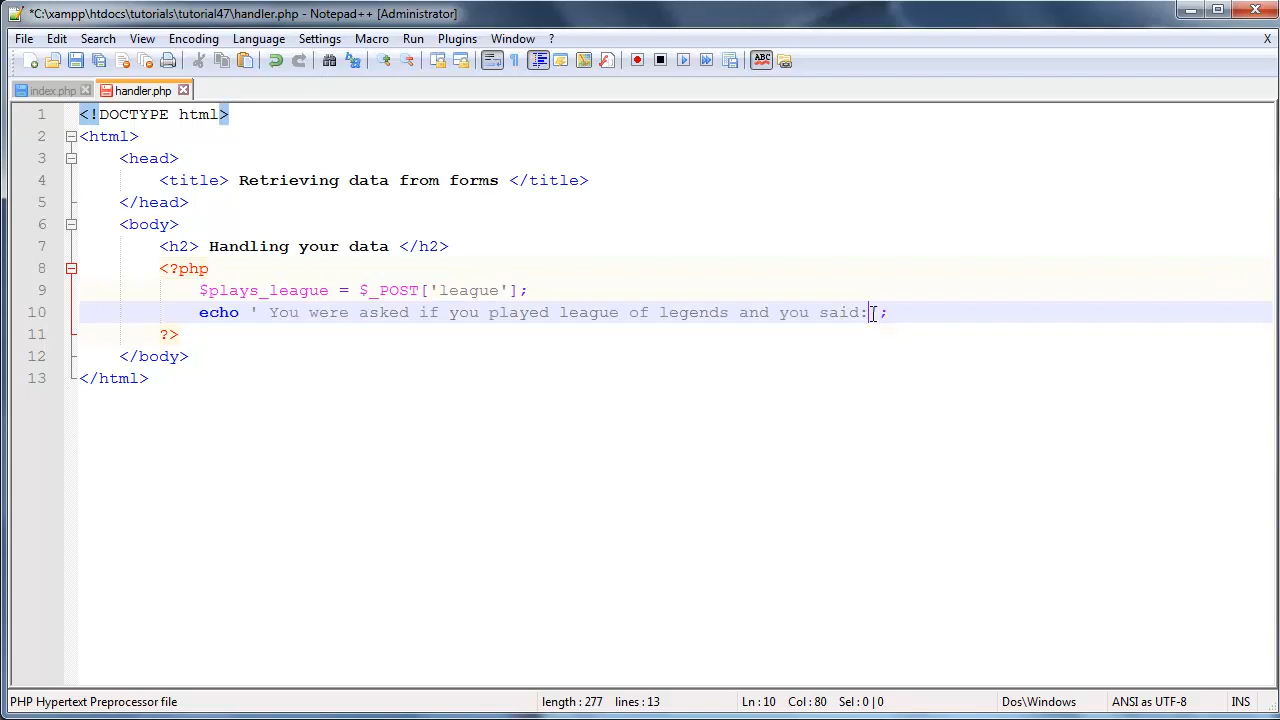 *C:\xampp\htdocs\tutorials\tutorial47\handler.php - Notepad++ [Administrator]
File Edit Search View Encoding Language Settings Macro Run Plugins Window ? X
index.php handler.php
1 <!DOCTYPE html>
2 <html>
3 <head>
4 <title> Retrieving data from forms </title>
5 </head>
6 <body>
7 <h2> Handling your data </h2>
8 <?php
9 $plays_league = $_POST['league'];
10 echo ' You were asked if you played league of legends and you said:';
11 ?>
12 </body>
13 </html>
PHP Hypertext Preprocessor file length : 277 lines : 13 Ln : 10 Col : 80 Sel : 0 | 0 Dos\Windows ANSI as UTF-8 INS